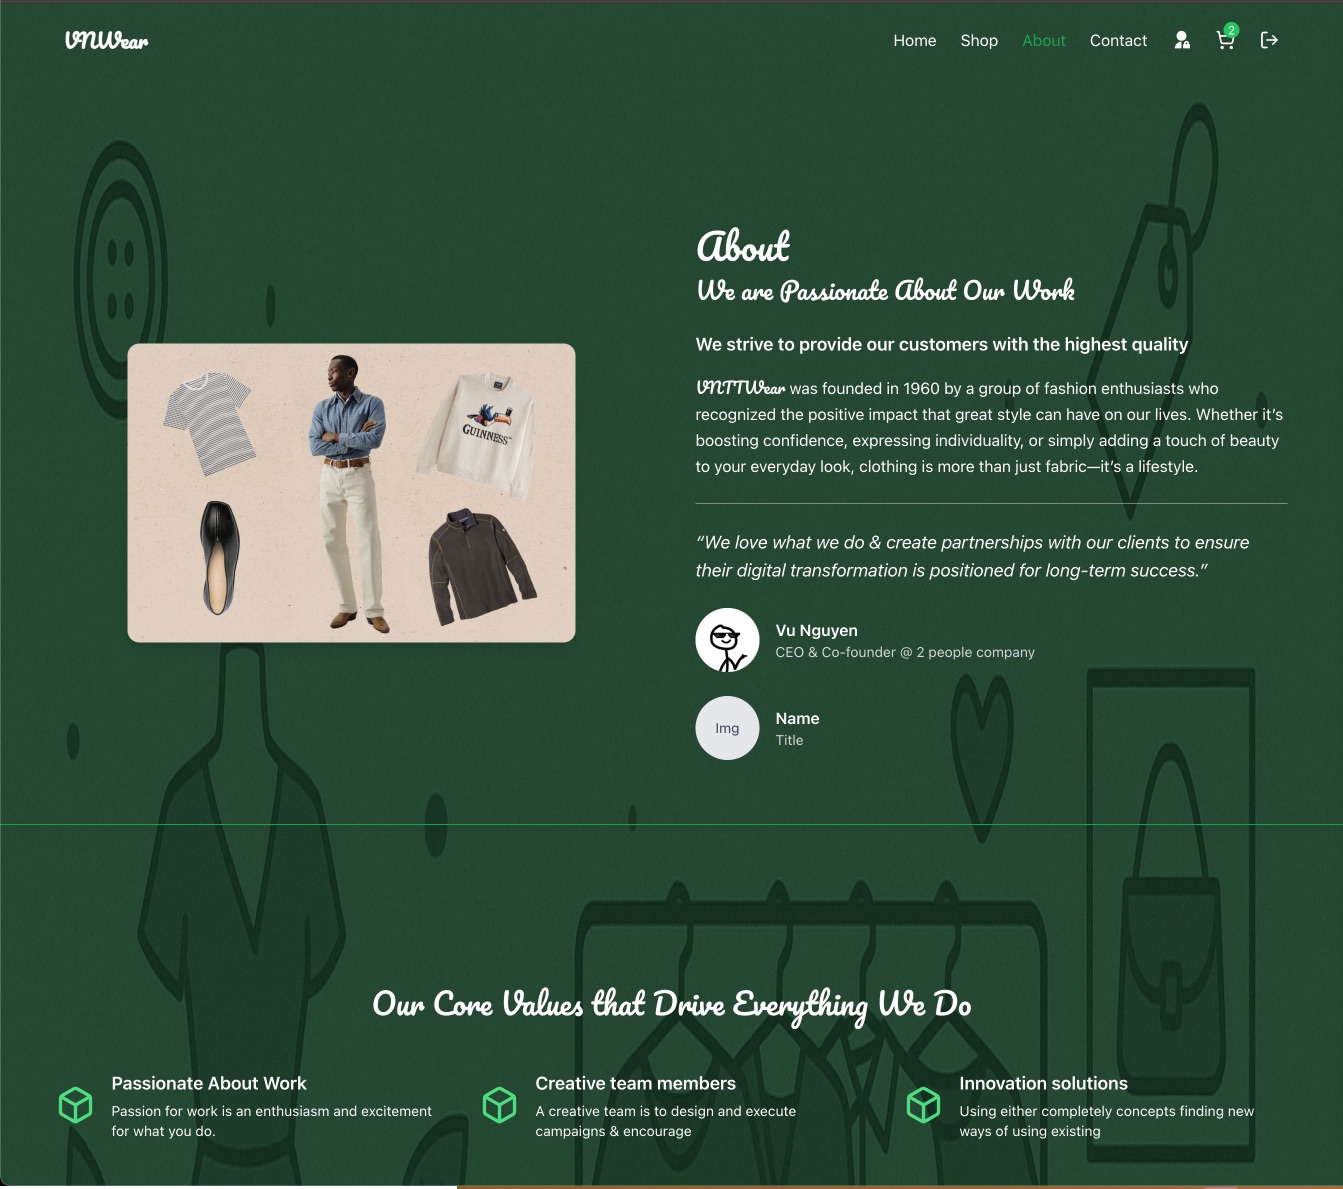 VNWear
Home Shop About Contact 2
About
We are Passionate About Our Work
We strive to provide our customers with the highest quality
VNTTWear was founded in 1960 by a group of fashion enthusiasts who
recognized the positive impact that great style can have on our lives. Whether it’s
boosting confidence, expressing individuality, or simply adding a touch of beauty
to your everyday look, clothing is more than just fabric—it’s a lifestyle.
GUINNESS
“We love what we do & create partnerships with our clients to ensure
their digital transformation is positioned for long-term success.”
Vu Nguyen
CEO & Co-founder @ 2 people company
Img
Name
Title
Our Core Values that Drive Everything We Do
Passionate About Work
Passion for work is an enthusiasm and excitement
for what you do.
Creative team members
A creative team is to design and execute
campaigns & encourage
Innovation solutions
Using either completely concepts finding new
ways of using existing